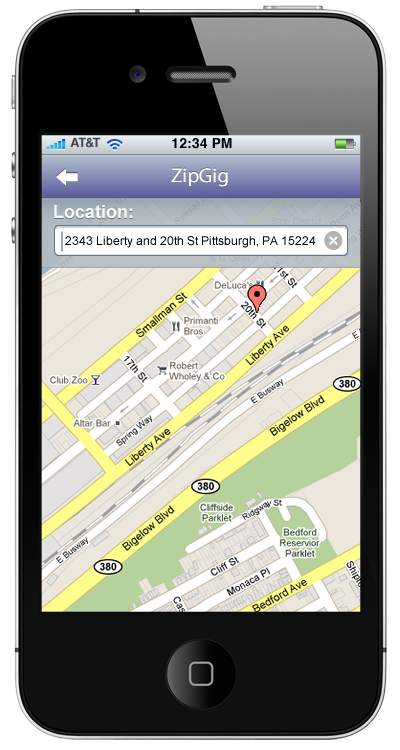 AT&T 12:34 PM
ZipGig
Location:
2343 Liberty and 20th St Pittsburgh, PA 15224
DeLuca's
21st St
20th St
Smallman St
Primanti
Bros
Liberty Ave
17th St
Robert
Wholey & Co
Club Zoo
E Busway
380
Altar Bar
Spring Way
Liberty Ave
Bigelow Blvd
380
Cliffside
Parklet
Ridgway St
Bedford
Reservior
Parklet
Bigelow Blvd
E Busway
380
Cliff St
Monaca Pl
Bedford Ave